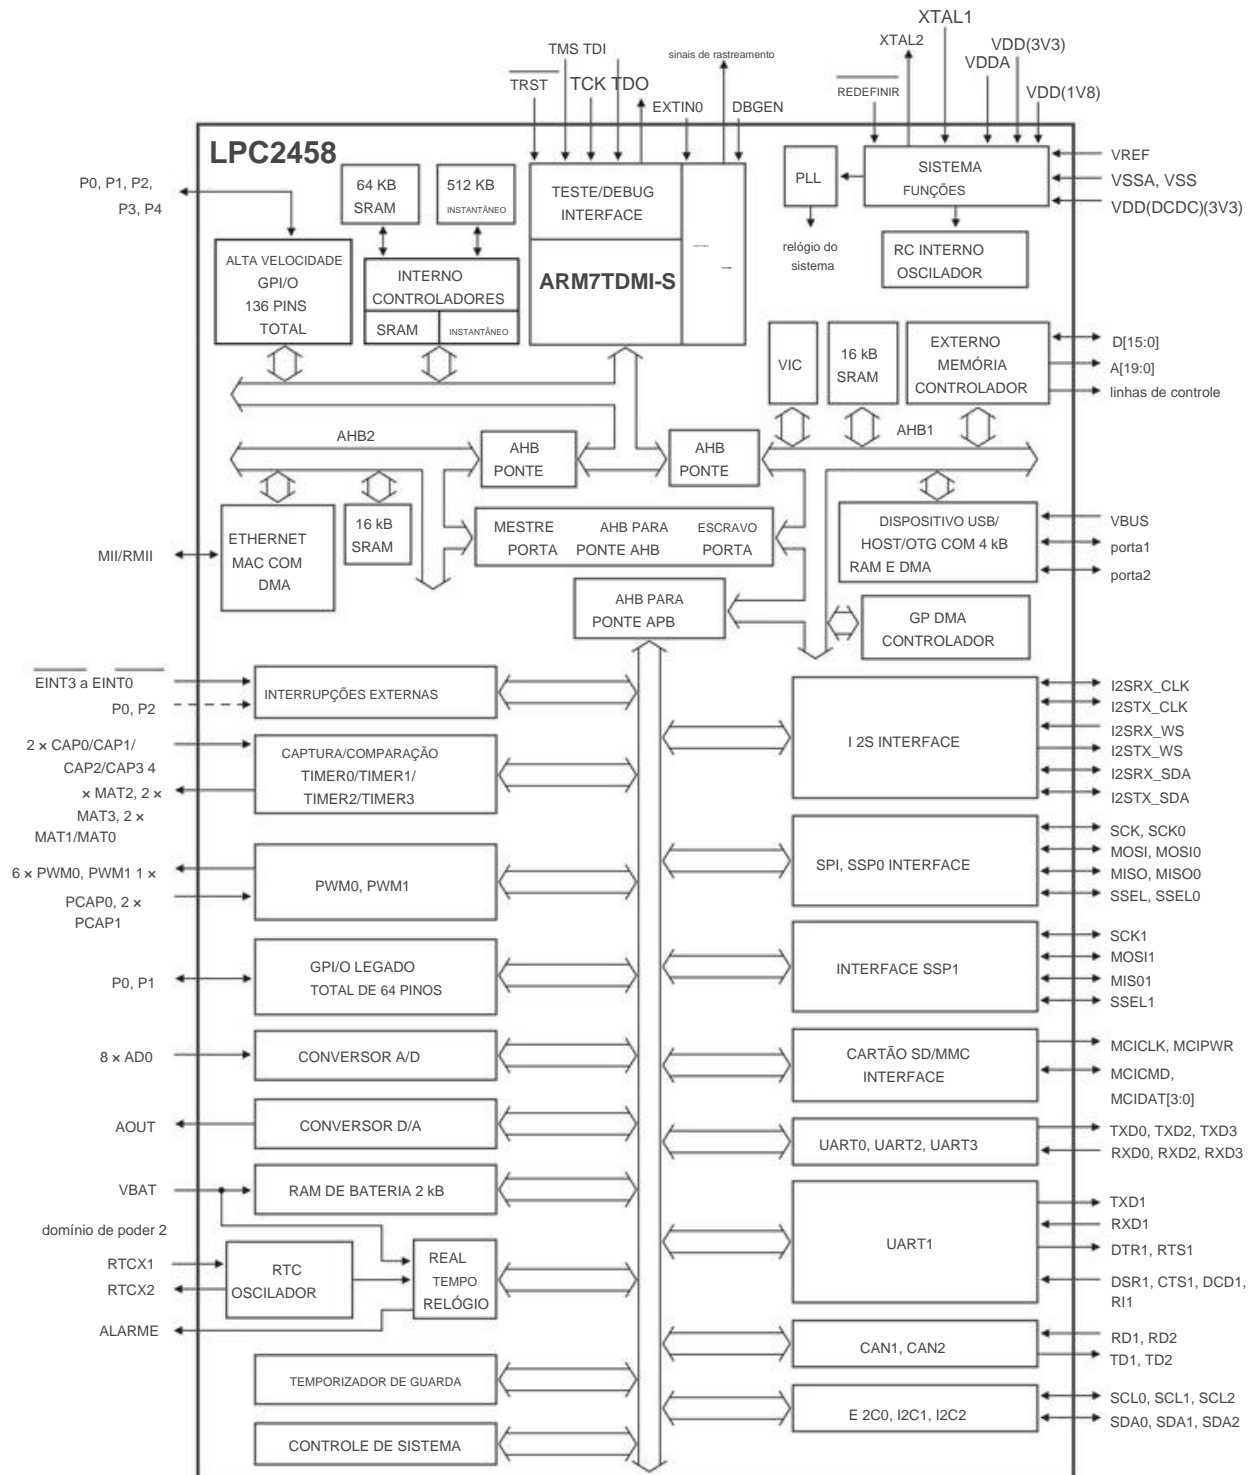 XTAL1
XTAL2
VDD(3V3)
TMS TDI
sinais de rastreamento
VDDA
TRST
TCK TDO
REDEFINIR
VDD(1V8)
EXTIN0
DBGEN
LPC2458
P0, P1, P2,
P3, P4
64 KB
SRAM
512 KB
INSTANTÂNEO
TESTE/DEBUG
INTERFACE
PLL
SISTEMA
FUNÇÕES
VREF
VSSA, VSS
VDD(DCDC)(3V3)
relógio do
sistema
RC INTERNO
OSCILADOR
ALTA VELOCIDADE
GPI/O
136 PINS
TOTAL
INTERNO
CONTROLADORES
SRAM
INSTANTÂNEO
ARM7TDMI-S
VIC
16 kB
SRAM
EXTERNO
MEMÓRIA
CONTROLADOR
D[15:0]
A[19:0]
linhas de controle
AHB2
AHB
PONTE
AHB
PONTE
AHB1
ETHERNET
MAC COM
DMA
MII/RMII
16 kB
SRAM
MESTRE
PORTA
AHB PARA
PONTE AHB
ESCRAVO
PORTA
DISPOSITIVO USB/
HOST/OTG COM 4 kB
RAM E DMA
VBUS
porta1
porta2
AHB PARA
PONTE APB
GP DMA
CONTROLADOR
EINT3 a EINT0
P0, P2
INTERRUPÇÕES EXTERNAS
2 × CAP0/CAP1/
CAP2/CAP3 4
× MAT2, 2 ×
MAT3, 2 ×
MAT1/MAT0
CAPTURA/COMPARAÇÃO
TIMER0/TIMER1/
TIMER2/TIMER3
I 2S INTERFACE
I2SRX_CLK
I2STX_CLK
I2SRX_WS
I2STX_WS
I2SRX_SDA
I2STX_SDA
6 × PWM0, PWM1 1 ×
PCAP0, 2 ×
PCAP1
PWM0, PWM1
SPI, SSP0 INTERFACE
SCK, SCK0
MOSI, MOSI0
MISO, MISO0
SSEL, SSEL0
P0, P1
GPI/O LEGADO
TOTAL DE 64 PINOS
INTERFACE SSP1
SCK1
MOSI1
MIS01
SSEL1
8 × AD0
CONVERSOR A/D
CARTÃO SD/MMC
INTERFACE
MCICLK, MCIPWR
MCICMD,
MCIDAT[3:0]
AOUT
CONVERSOR D/A
UART0, UART2, UART3
TXD0, TXD2, TXD3
RXD0, RXD2, RXD3
VBAT
RAM DE BATERIA 2 kB
domínio de poder 2
RTCX1
RTCX2
RTC
OSCILADOR
REAL
TEMPO
RELÓGIO
ALARME
UART1
TXD1
RXD1
DTR1, RTS1
DSR1, CTS1, DCD1,
RI1
CAN1, CAN2
RD1, RD2
TD1, TD2
TEMPORIZADOR DE GUARDA
E 2C0, I2C1, I2C2
SCL0, SCL1, SCL2
SDA0, SDA1, SDA2
CONTROLE DE SISTEMA